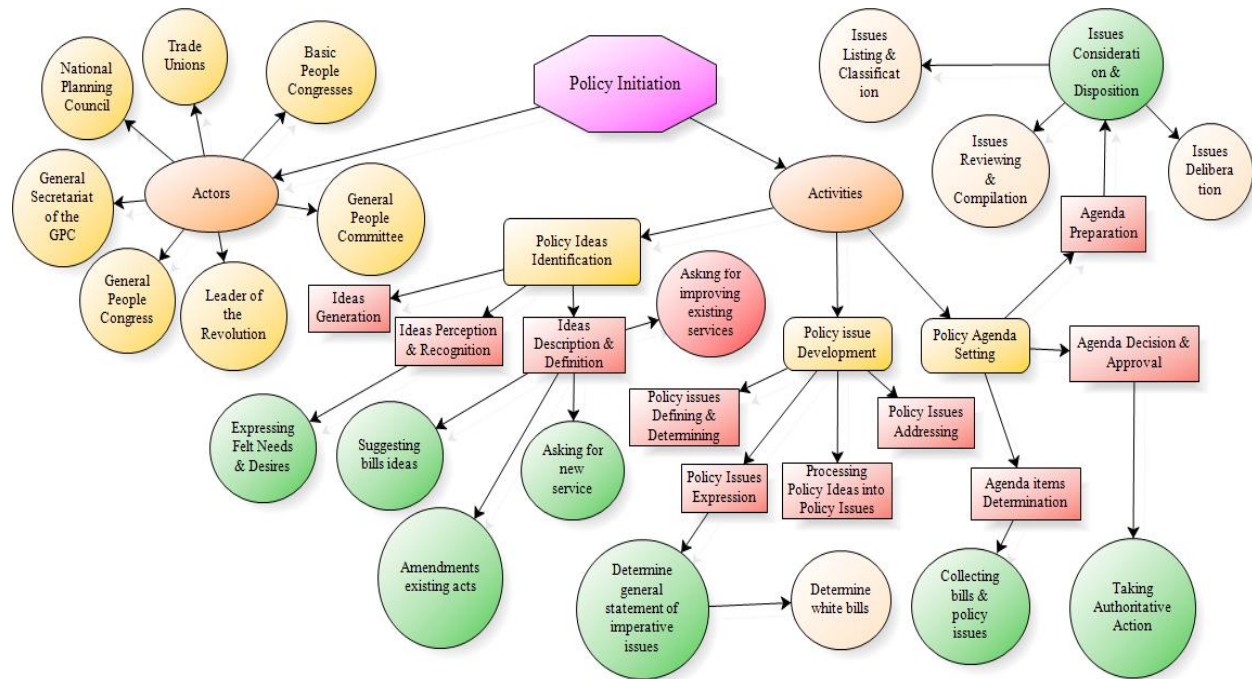 Policy Initiation
Trade
Unions
Basic
People
Congresses
National
Planning
Council
General
Secretariat
of the
GPC
Actors
General
People
Committee
General
People
Congress
Leader of
the
Revolution
Activities
Issues
Listing &
Classificat
ion
Issues
Considerati
on &
Disposition
Issues
Reviewing
&
Compilation
Issues
Delibera
tion
Agenda
Preparation
Policy Ideas
Identification
Ideas
Generation
Ideas Perception
& Recognition
Ideas
Description &
Definition
Asking for
improving
existing
services
Policy issue
Development
Policy Agenda
Setting
Agenda Decision &
Approval
Expressing
Felt Needs
& Desires
Suggesting
bills ideas
Asking for
new
service
Amendments
existing acts
Policy issues
Defining &
Determining
Policy Issues
Expression
Processing
Policy Ideas into
Policy Issues
Policy Issues
Addressing
Agenda items
Determination
Determine
general
statement of
imperative
issues
Determine
white bills
Collecting
bills &
policy
issues
Taking
Authoritative
Action